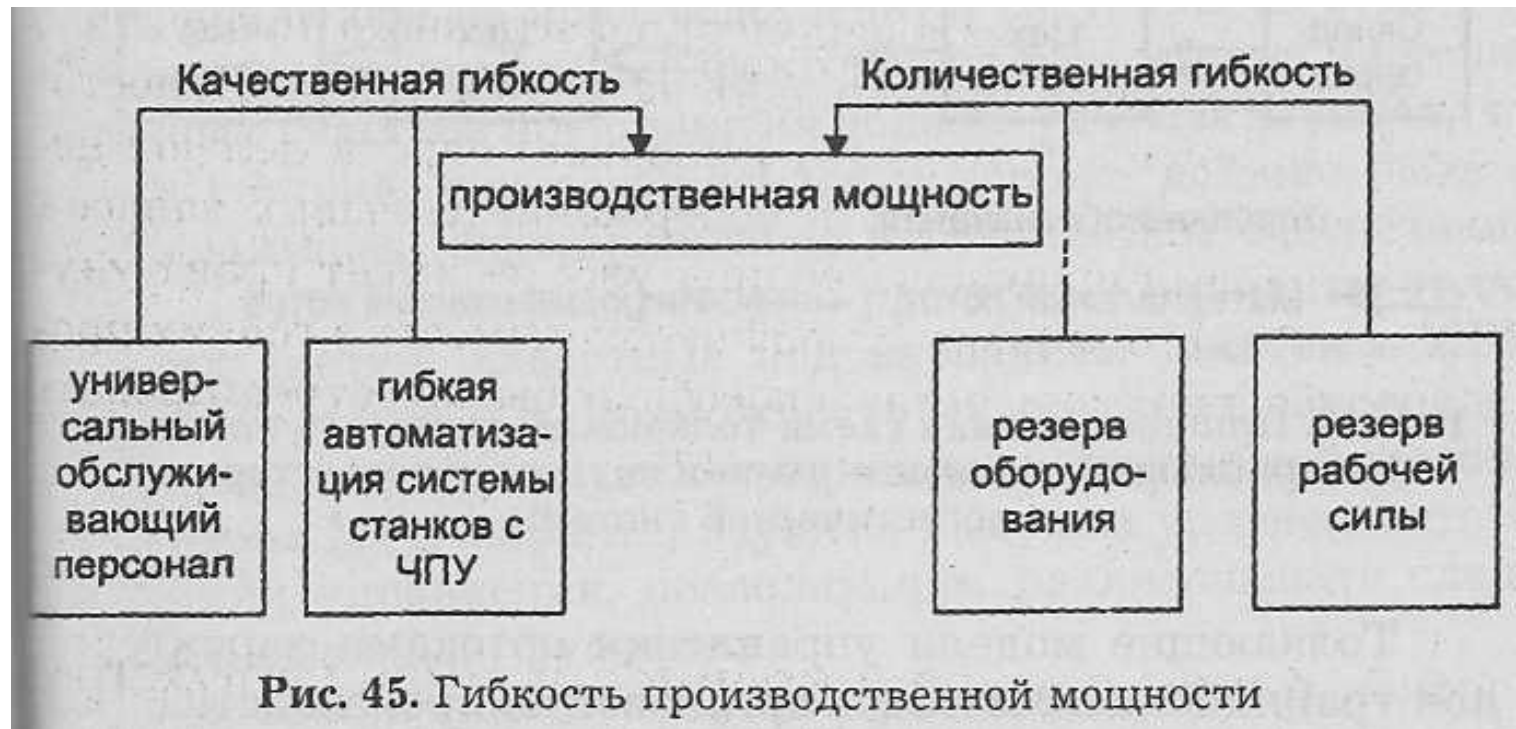 Качественная гибкость
Количественная гибкость
производственная мощность
универ-
сальный
обслужи-
вающий
персонал
гибкая
автоматиза-
ция системы
станков с
ЧПУ
резерв
оборудо-
вания
резерв
рабочей
силы
Рис. 45. Гибкость производственной мощности